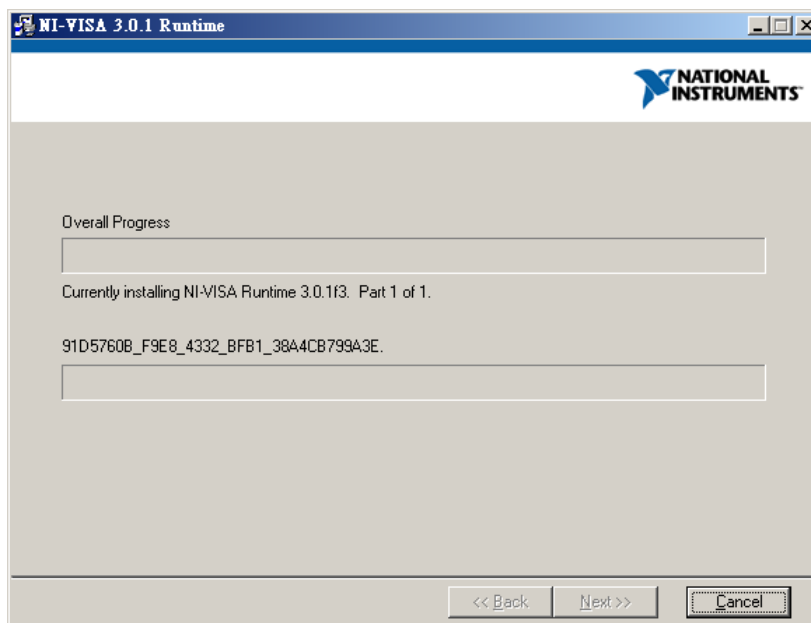 NI-VISA 3.0.1 Runtime
NATIONAL
INSTRUMENTS™
Overall Progress
Currently installing NI-VISA Runtime 3.0.1f3. Part 1 of 1.
91D5760B_F9E8_4332_BFB1_38A4CB799A3E.
<< Back
Next >>
Cancel